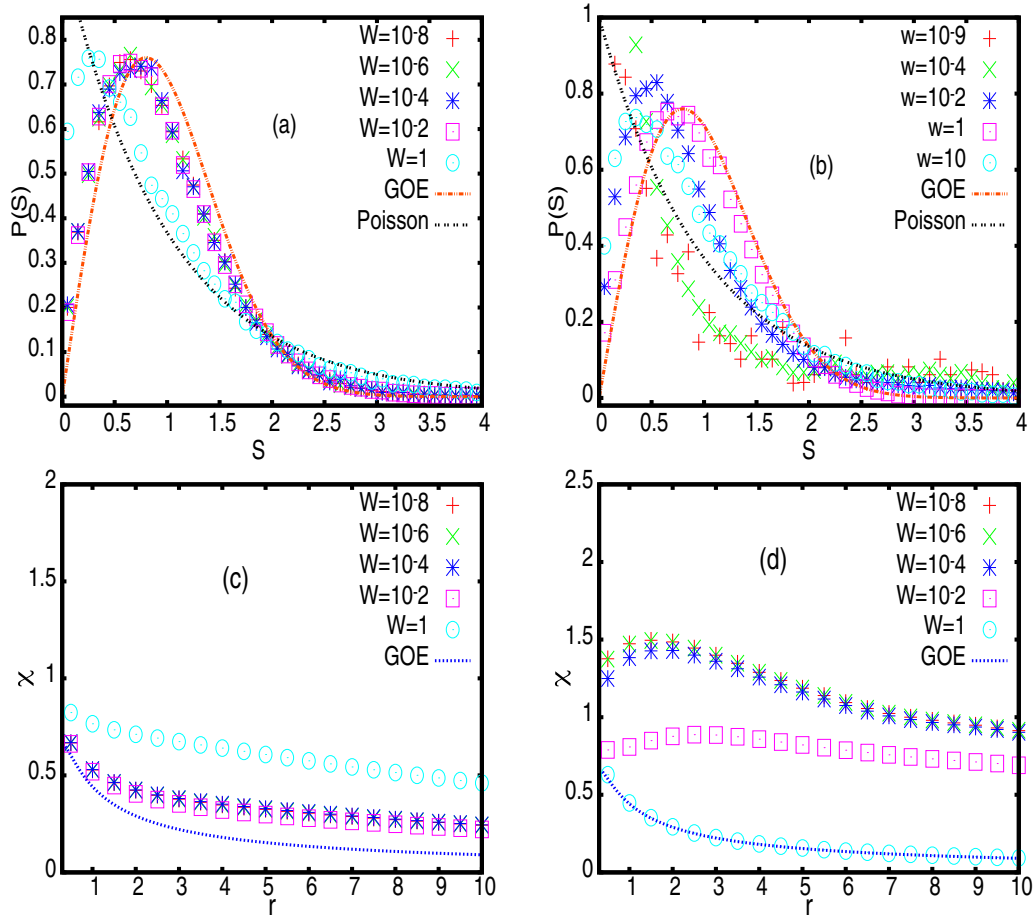 0.8
0.7
0.6
0.5
0.4
0.3
0.2
0.1
0
P(S)
(a)
W=10-8
W=10-6
W=10-4
W=10-2
W=1
GOE
Poisson
0 0.5 1 1.5 2 2.5 3 3.5 4
S
1
0.8
0.6
0.4
0.2
0
P(S)
(b)
w=10-9
w=10-4
w=10-2
w=1
w=10
GOE
Poisson
0 0.5 1 1.5 2 2.5 3 3.5 4
S
2
1.5
1
0.5
0
χ
(c)
W=10-8
W=10-6
W=10-4
W=10-2
W=1
GOE
1 2 3 4 5 6 7 8 9 10
r
2.5
2
1.5
1
0.5
0
χ
(d)
W=10-8
W=10-6
W=10-4
W=10-2
W=1
GOE
1 2 3 4 5 6 7 8 9 10
r